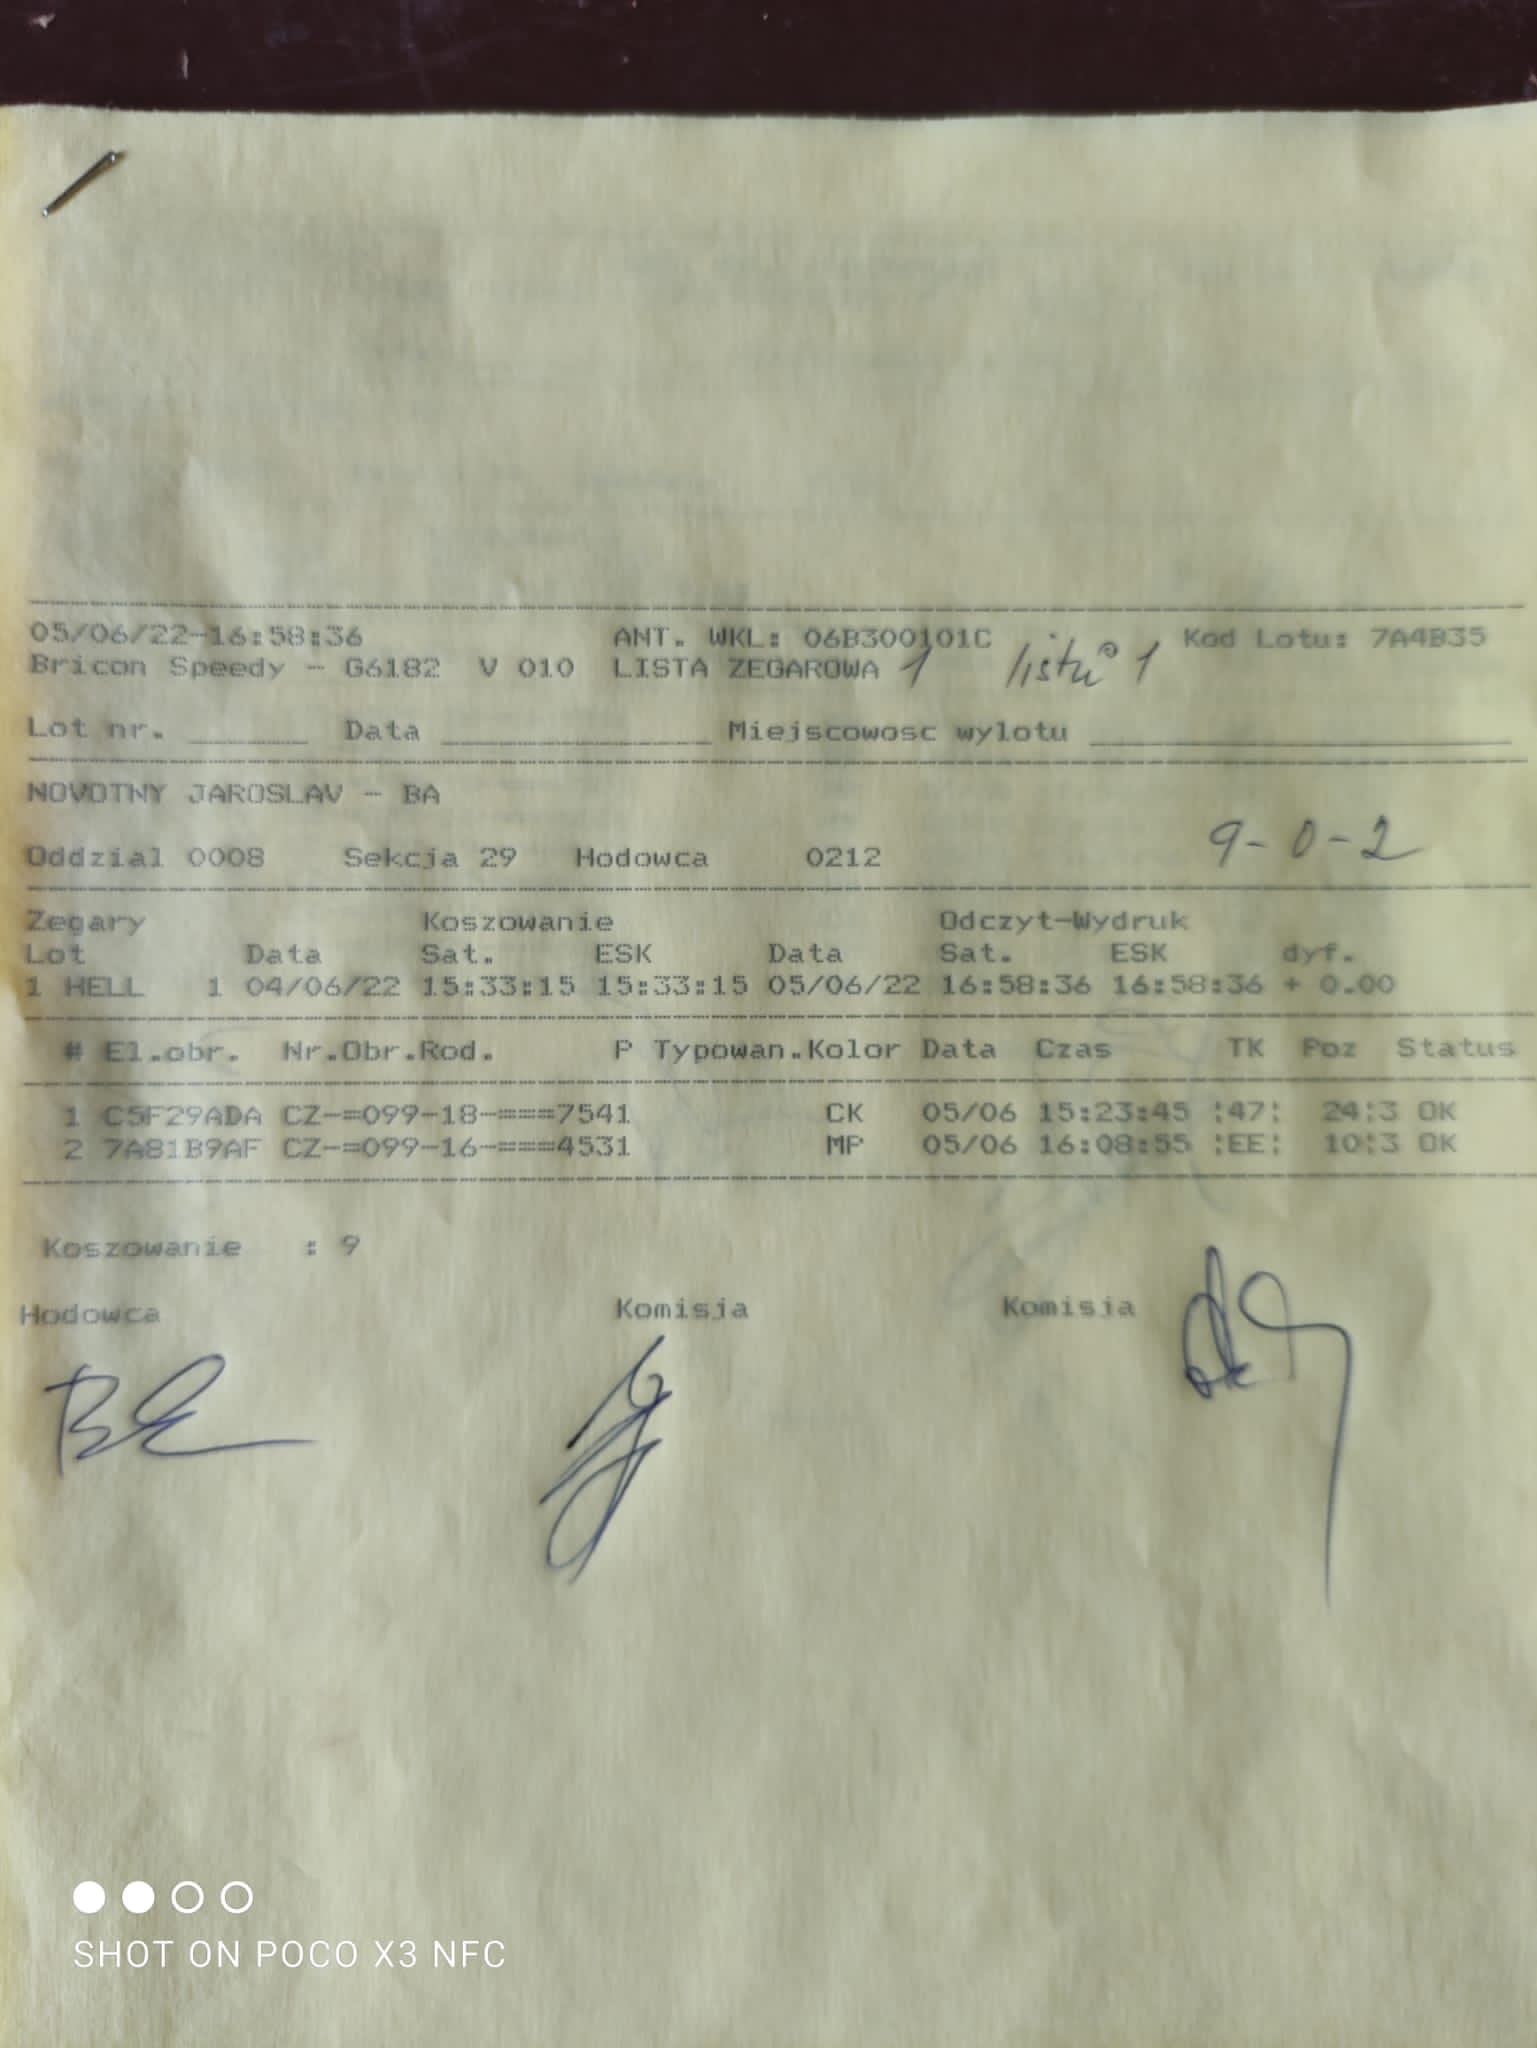 05/06/22-16:58:36 ANT. WKL: 06B300101C Kod Lotu: 7A4B35
Bricon Speedy - G6182 V 010 LISTA ZEGAROWA 1 listů 1
Lot nr. ______ Data ______________ Miejscowosc wylotu ______________________
NOVOTNY JAROSLAV - BA
9-0-2
Oddzial 0008 Sekcja 29 Hodowca 0212
Zegary Koszowanie Odczyt-Wydruk
Lot Data Sat. ESK Data Sat. ESK dyf.
1 HELL 1 04/06/22 15:33:15 15:33:15 05/06/22 16:58:36 16:58:36 + 0.00
# El.obr. Nr.Obr.Rod. P Typowan.Kolor Data Czas TK Poz Status
1 C5F29ADA CZ-=099-18-===7541 CK 05/06 15:23:45 ¦47¦ 24¦3 OK
2 7A81B9AF CZ-=099-16-===4531 MP 05/06 16:08:55 ¦EE¦ 10¦3 OK
Koszowanie : 9
Hodowca Komisja Komisja
SHOT ON POCO X3 NFC